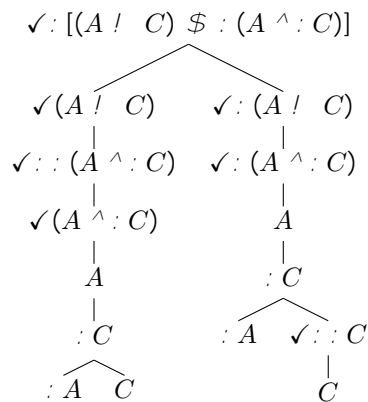 ✓: [(A ! C) $ : (A ^ : C)]
✓(A ! C) ✓: (A ! C)
✓: : (A ^ : C) ✓: (A ^ : C)
✓(A ^ : C) A
A : C
: C : A ✓: : C
: A C C